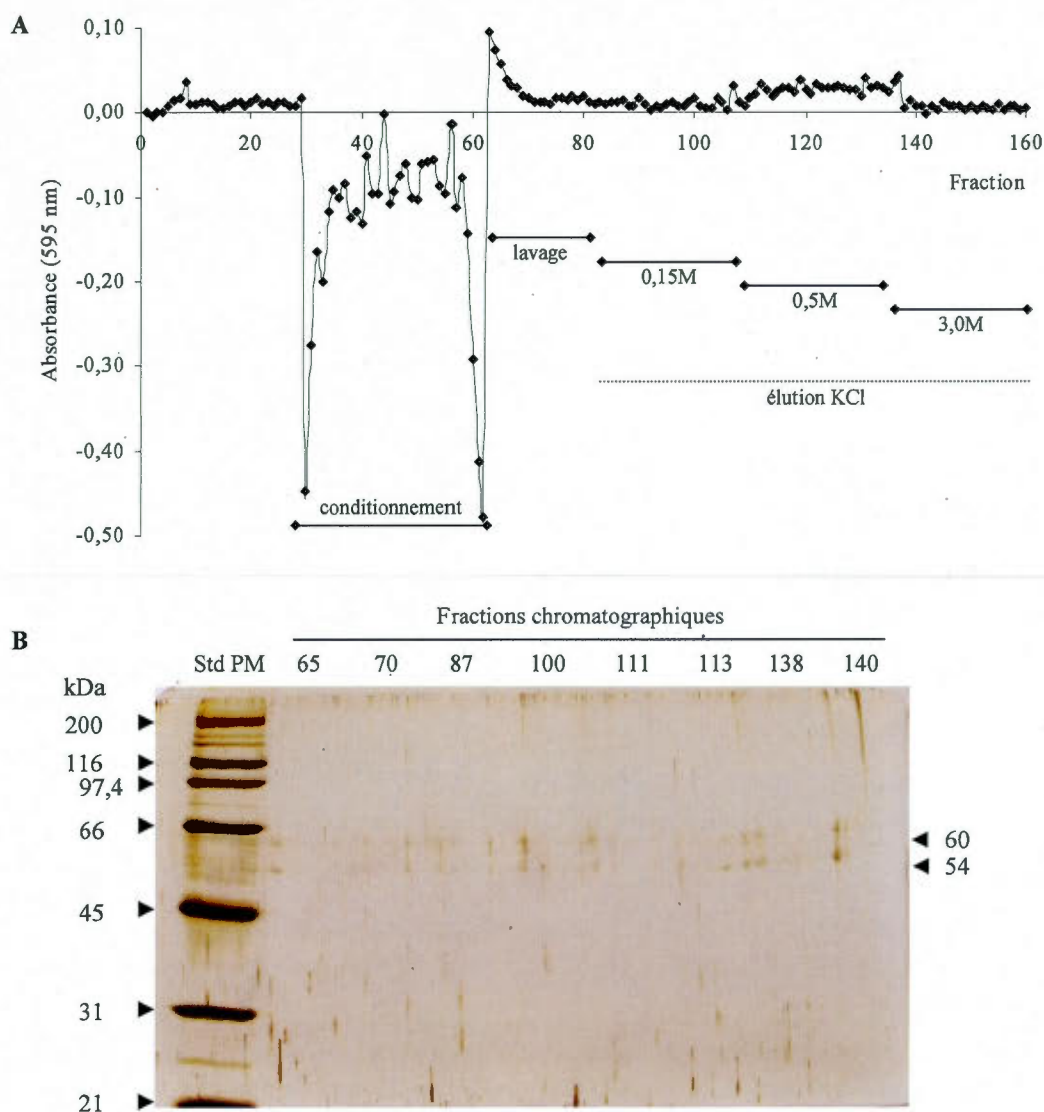 A
0,10
0,00
0 20 40 60 80 100 120 140 160
Fraction
-0,10
-0,20
-0,30
-0,40
-0,50
Absorbance (595 nm)
lavage
0,15M
0,5M
3,0M
élution KCl
conditionnement
B
Fractions chromatographiques
Std PM 65 70 87 100 111 113 138 140
kDa
200
116
97,4
66
60
54
45
31
21